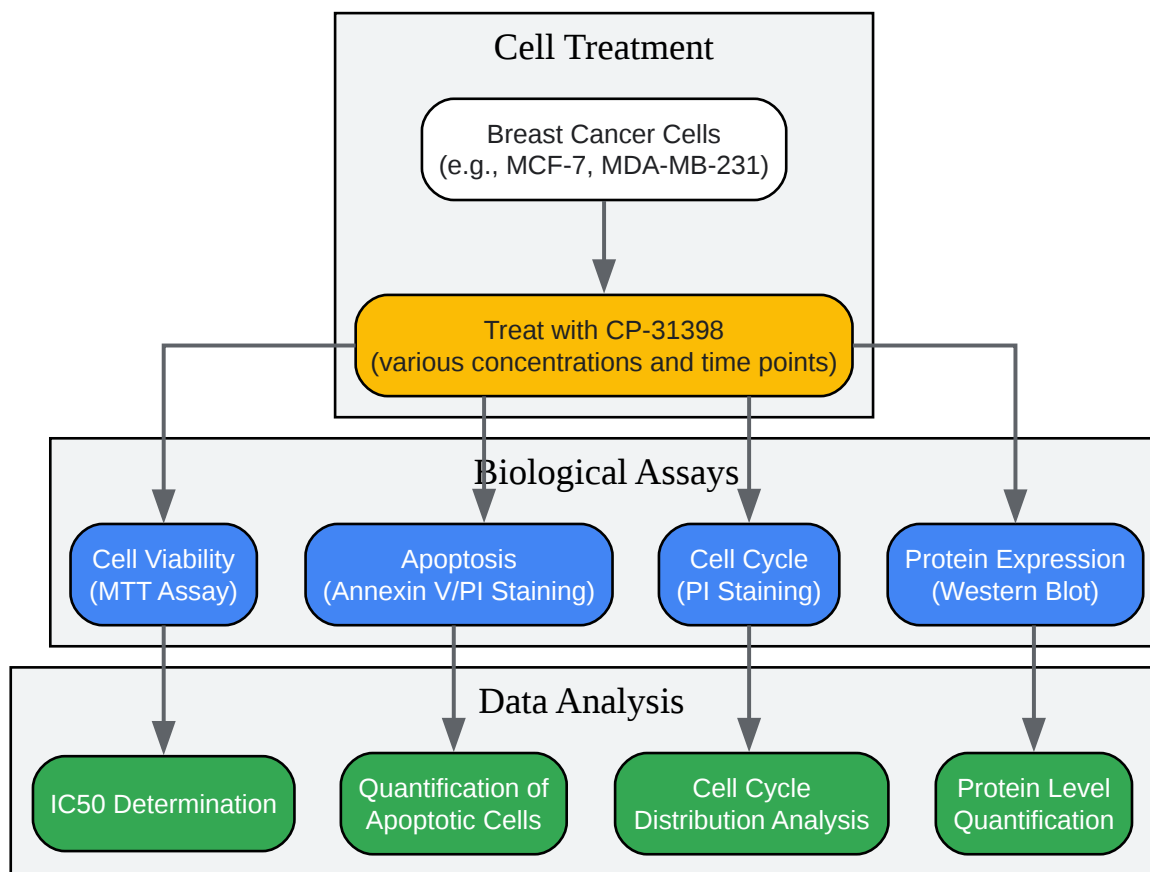 Cell Treatment
Breast Cancer Cells
(e.g., MCF-7, MDA-MB-231)
Treat with CP-31398
(various concentrations and time points)
Biological Assays
Cell Viability
(MTT Assay)
Apoptosis
(Annexin V/PI Staining)
Cell Cycle
(PI Staining)
Protein Expression
(Western Blot)
Data Analysis
IC50 Determination
Quantification of
Apoptotic Cells
Cell Cycle
Distribution Analysis
Protein Level
Quantification